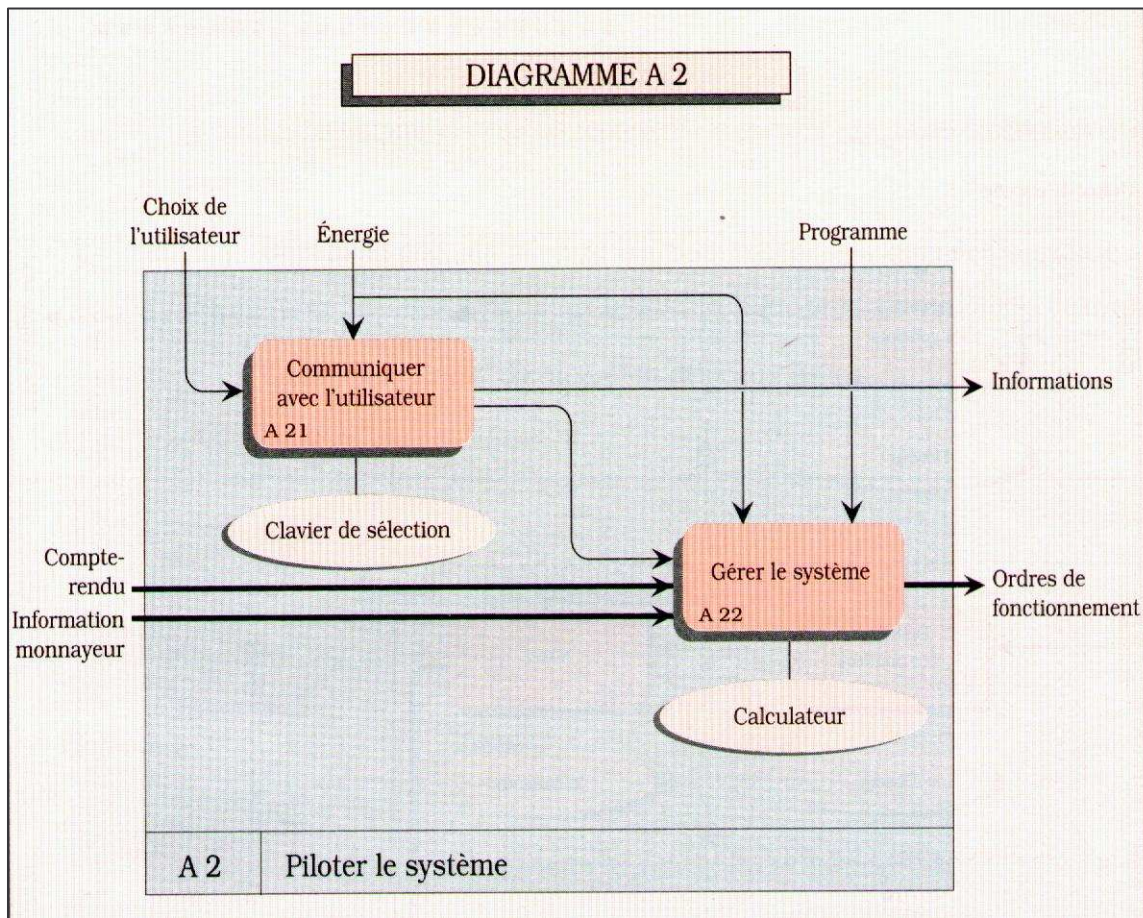 DIAGRAMME A 2
Choix de
l'utilisateur
Énergie
Programme
Communiquer
avec l'utilisateur
A 21
Informations
Clavier de sélection
Compte-
rendu
Information
monnayeur
Gérer le système
A 22
Ordres de
fonctionnement
Calculateur
A 2
Piloter le système